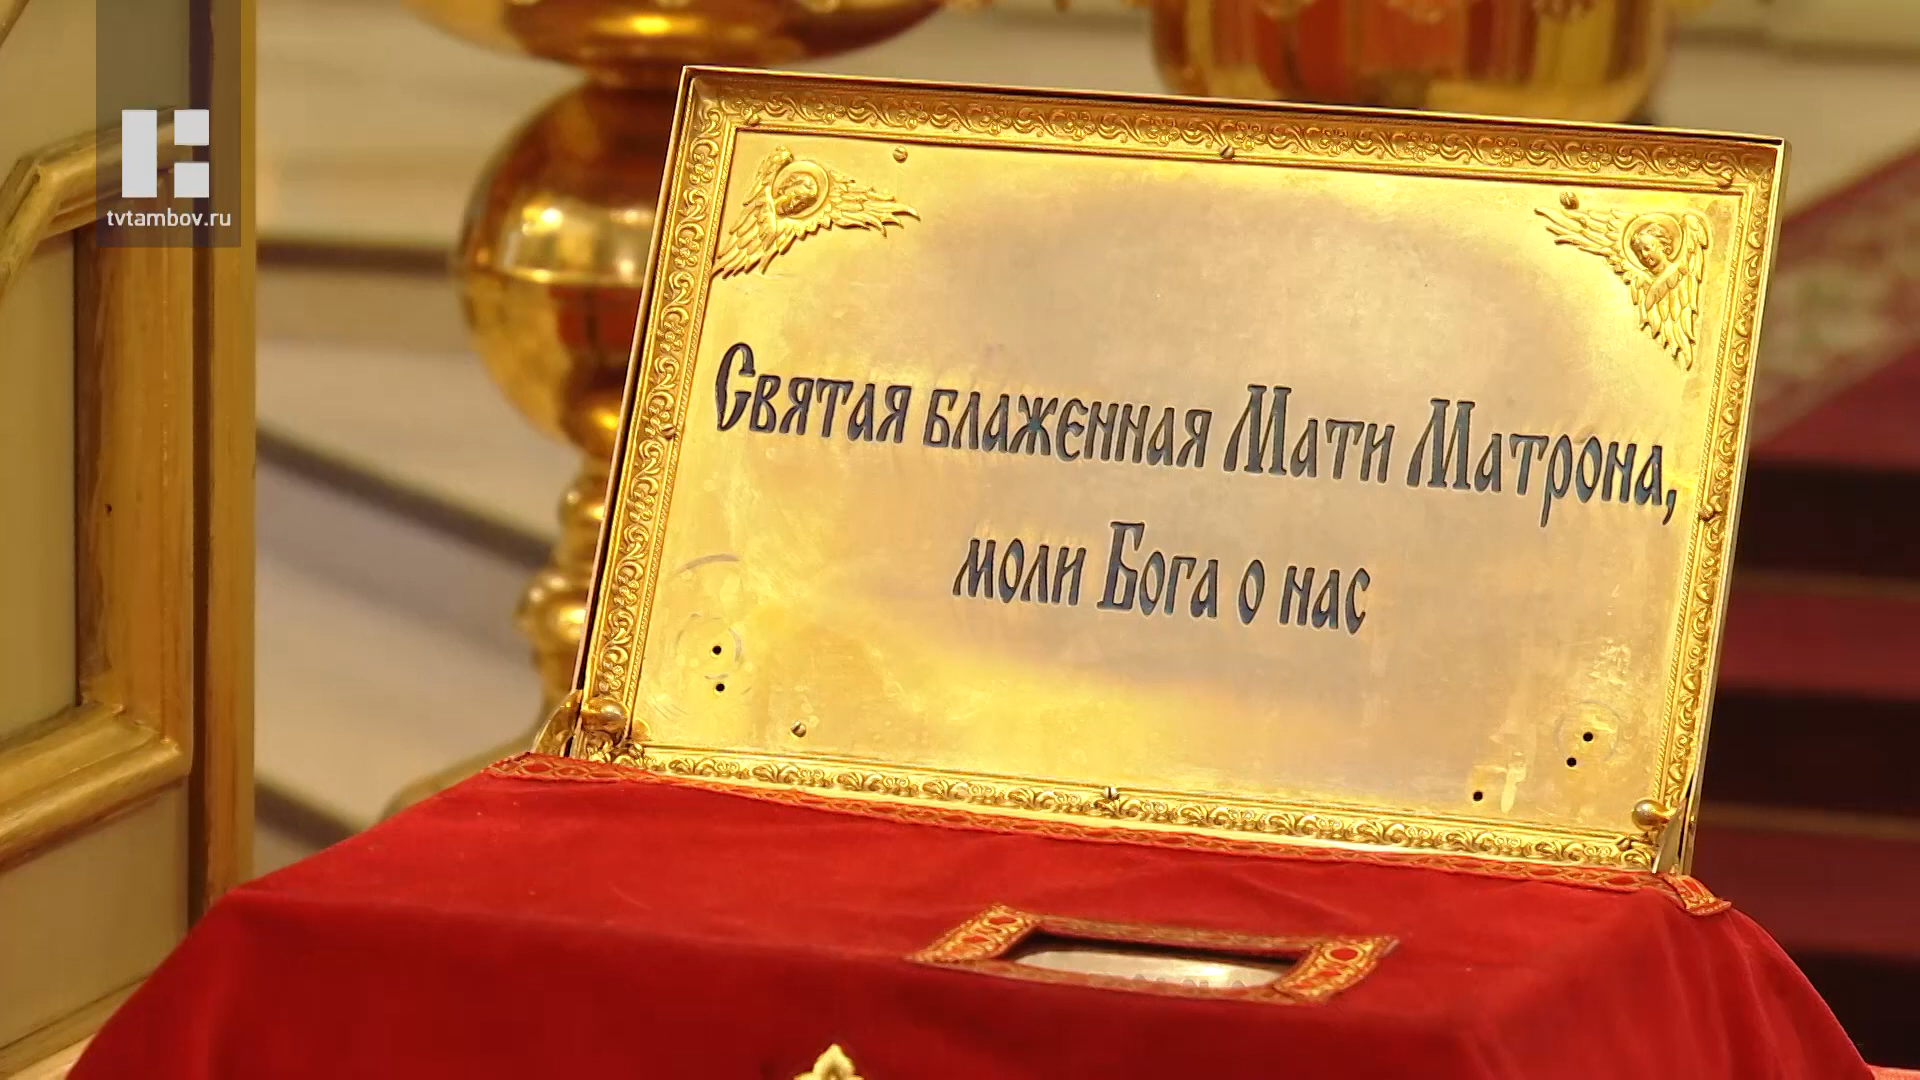 tvtambov.ru
Святая блаженная Мати Матрона,
моли Бога о нас